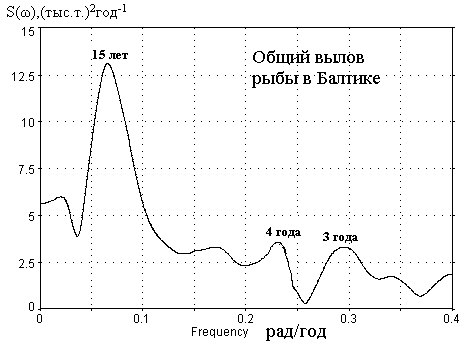 S(ω),(тыс.т.)²год⁻¹
15
12.5
10
7.5
5
2.5
0
15 лет
Общий вылов
рыбы в Балтике
4 года
3 года
0
0.1
0.2
0.3
0.4
Frequency рад/год